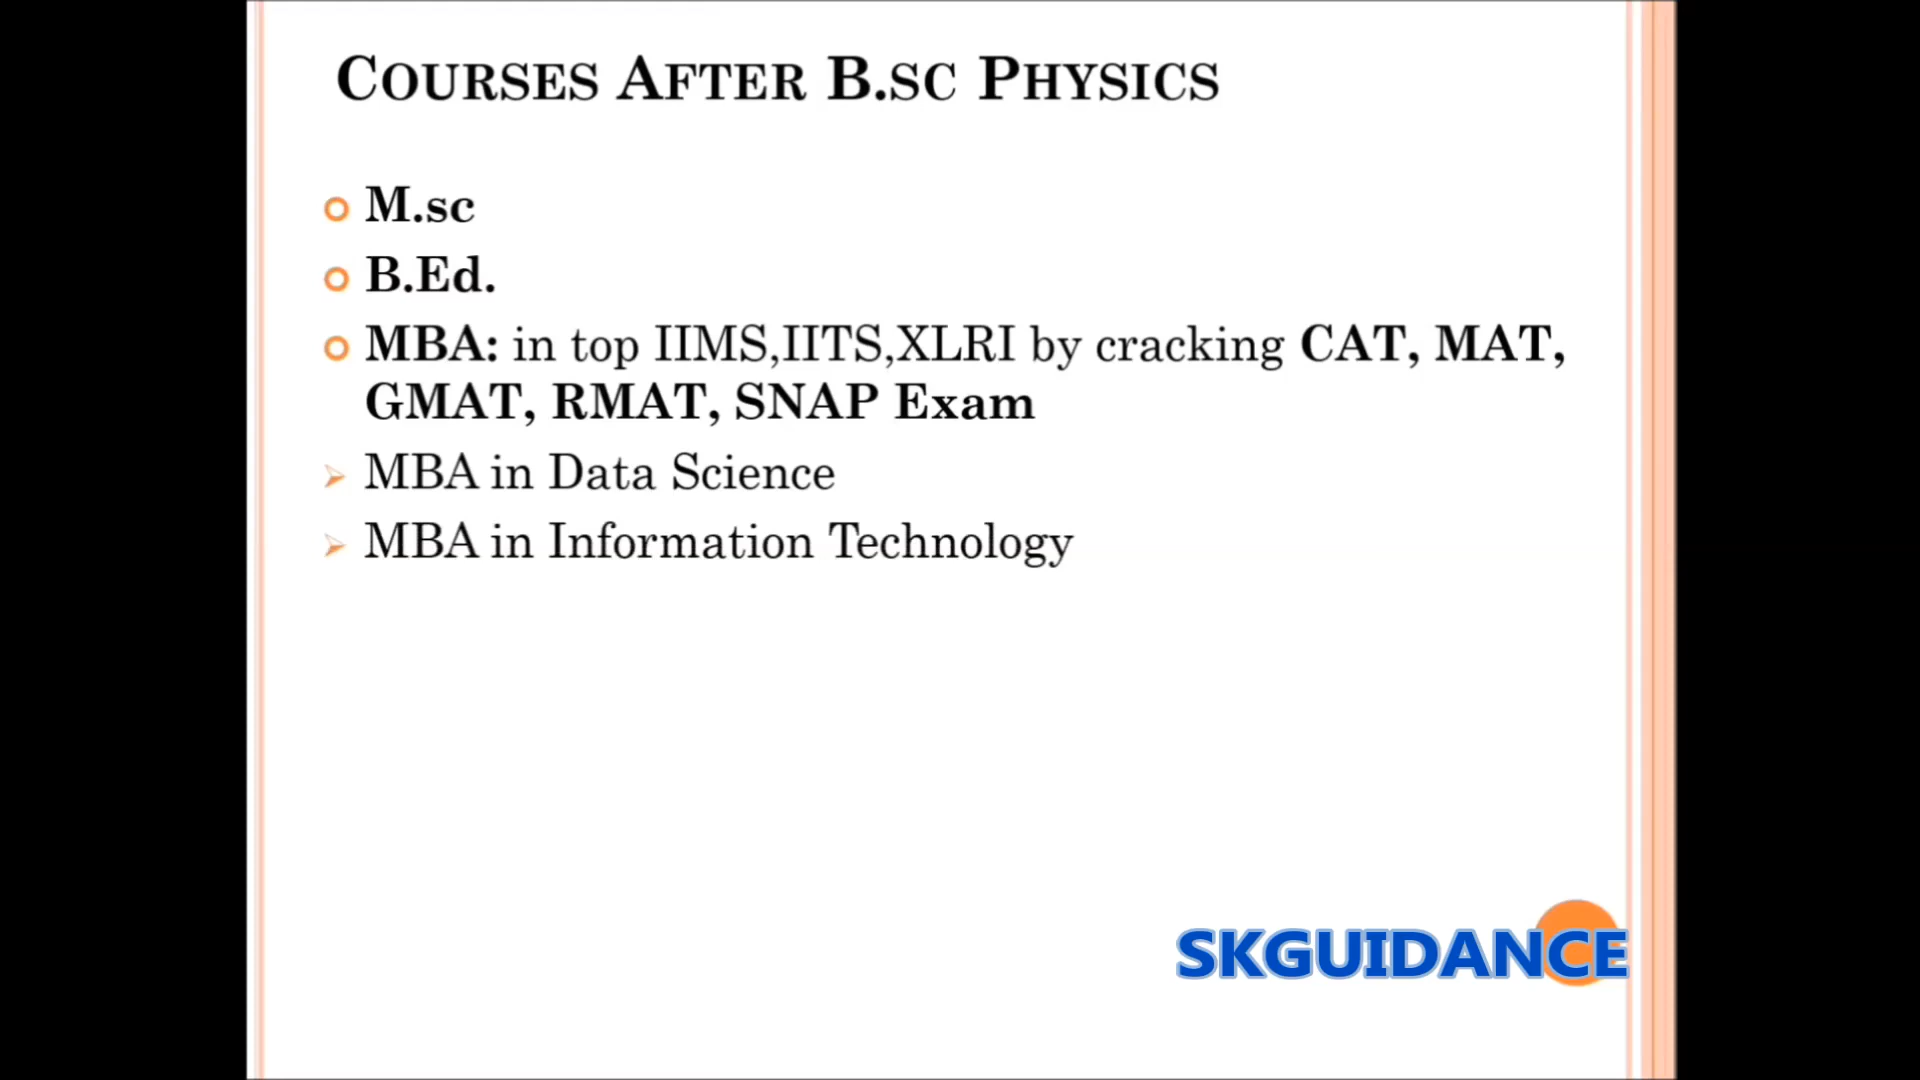 COURSES AFTER B.SC PHYSICS
M.sc
B.Ed.
MBA: in top IIMS,IITS,XLRI by cracking CAT, MAT,
GMAT, RMAT, SNAP Exam
MBA in Data Science
MBA in Information Technology
SKGUIDANCE